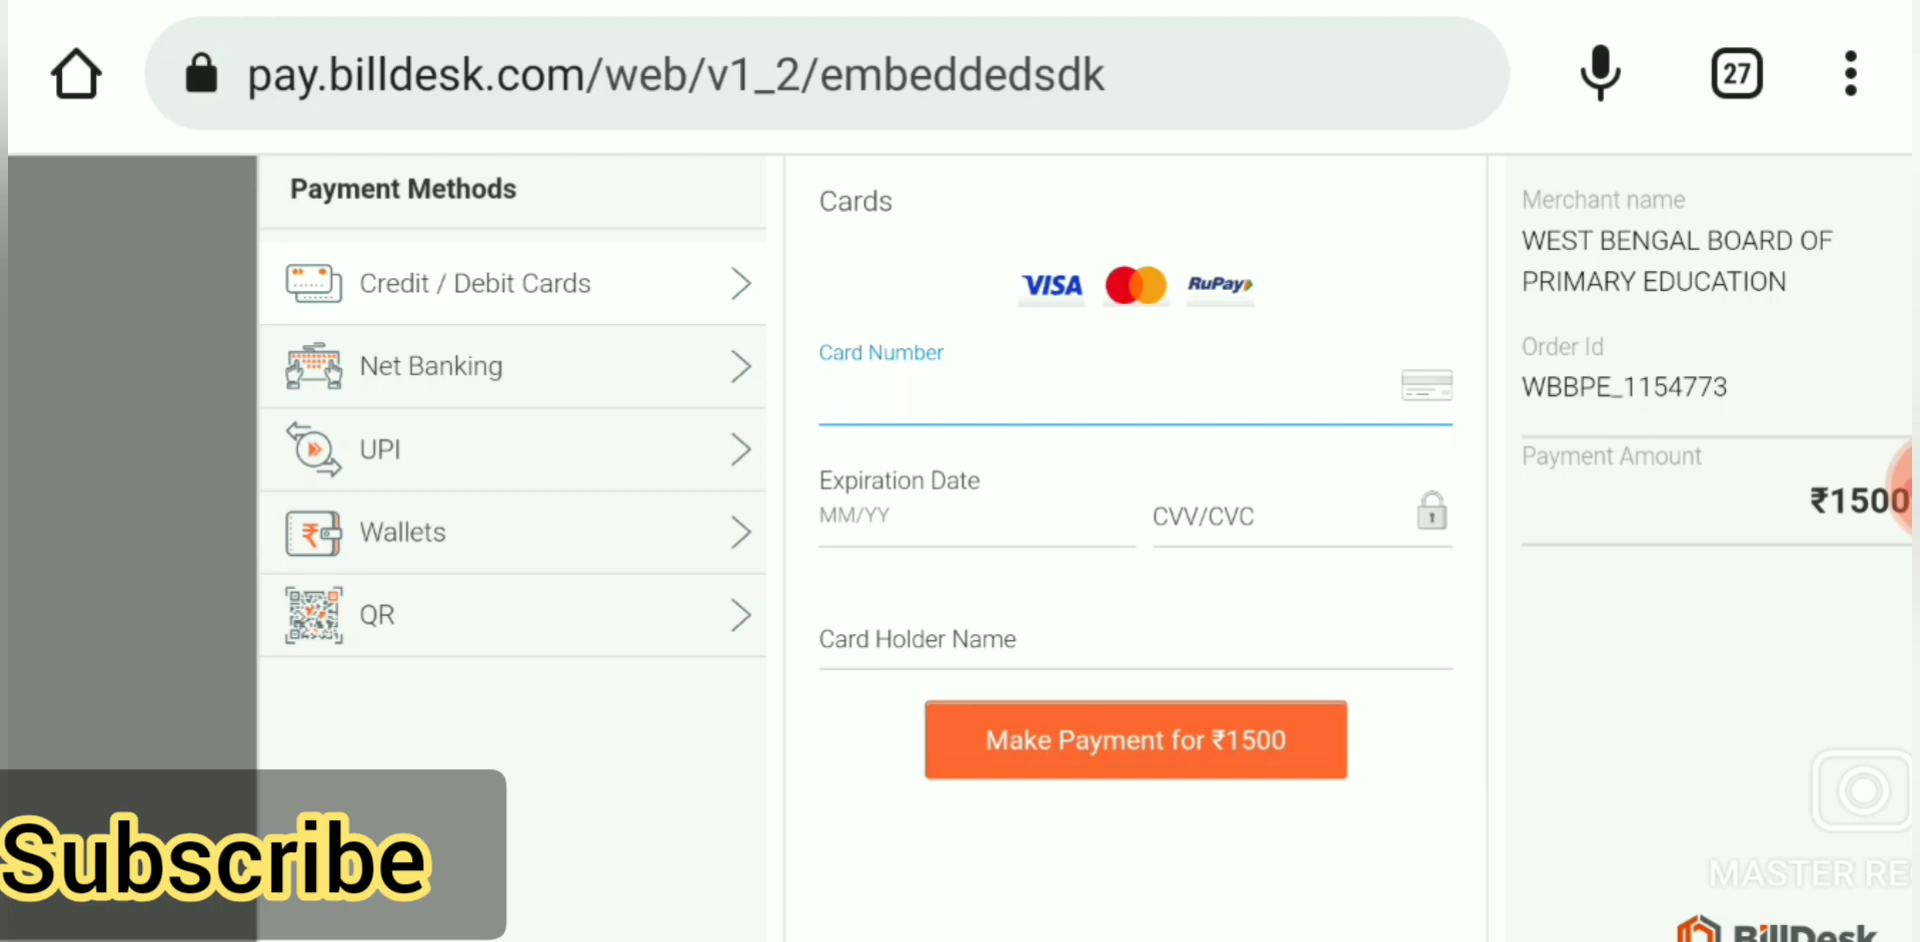 pay.billdesk.com/web/v1_2/embeddedsdk
27
Payment Methods
Credit / Debit Cards
Net Banking
UPI
Wallets
QR
Cards
VISA
RuPay
Card Number
Expiration Date
MM/YY
CVV/CVC
Card Holder Name
Make Payment for ₹1500
Merchant name
WEST BENGAL BOARD OF
PRIMARY EDUCATION
Order Id
WBBPE_1154773
Payment Amount
₹1500
Subscribe
MASTER RE
BillDesk